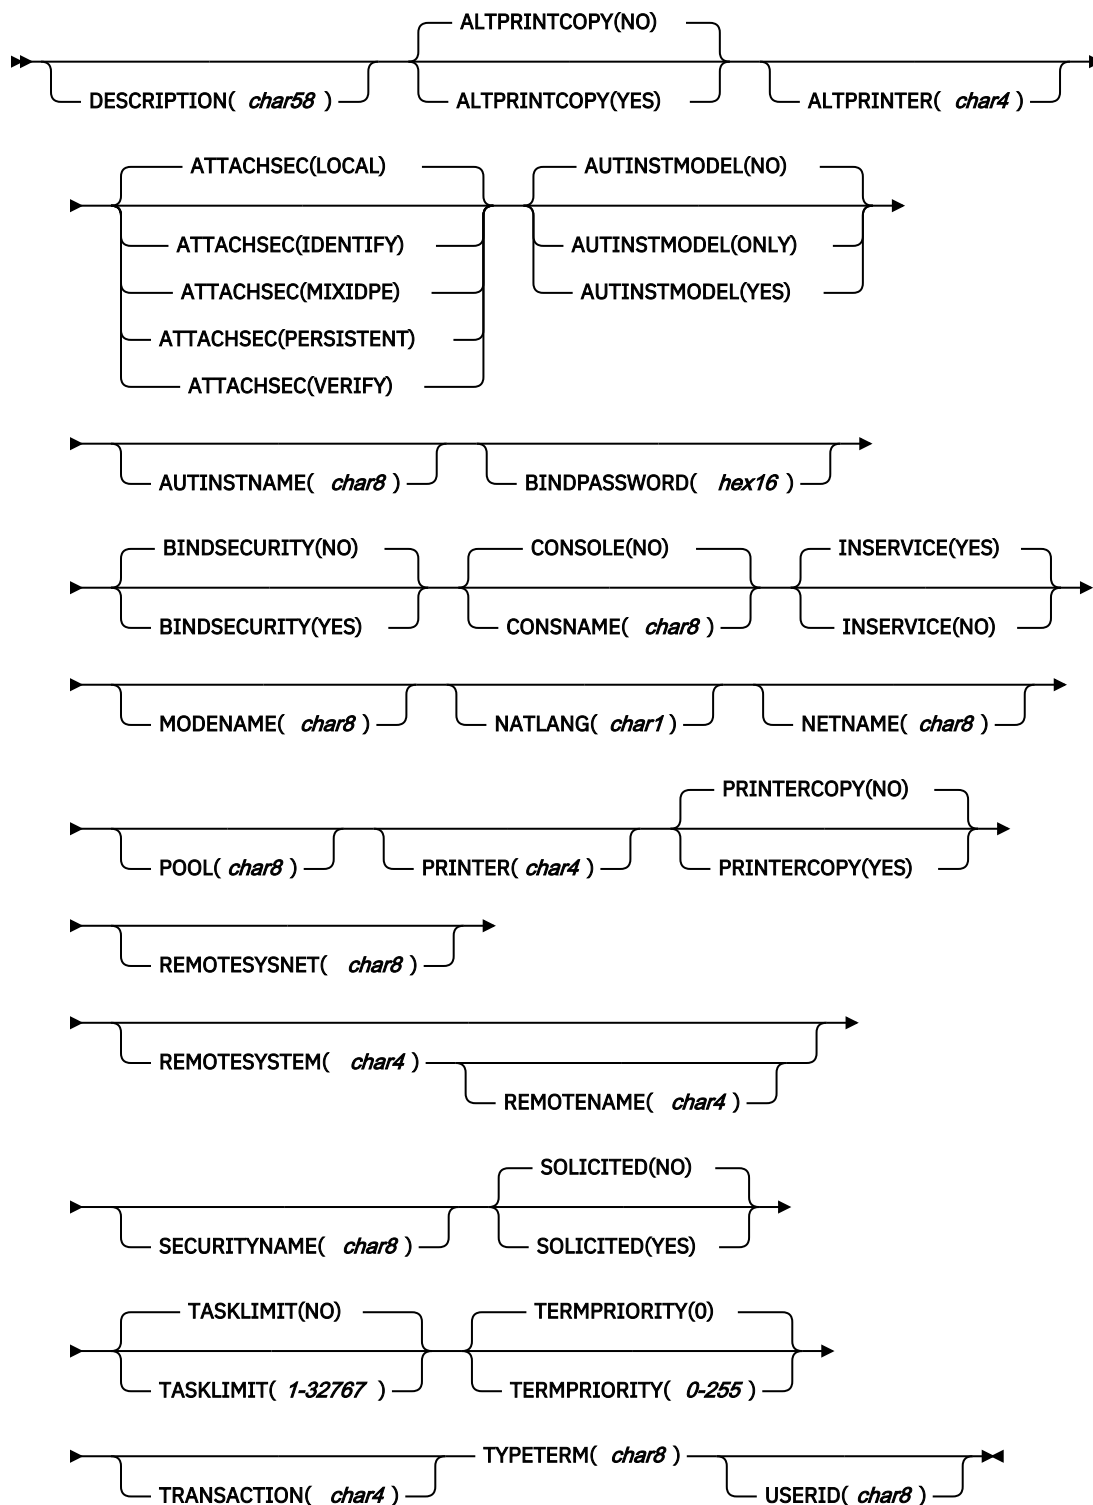 ALTPRINTCOPY(NO)
DESCRIPTION( char58 ) ALTPRINTCOPY(YES) ALTPRINTER( char4 )
ATTACHSEC(LOCAL) AUTINSTMODEL(NO)
ATTACHSEC(IDENTIFY) AUTINSTMODEL(ONLY)
ATTACHSEC(MIXIDPE) AUTINSTMODEL(YES)
ATTACHSEC(PERSISTENT)
ATTACHSEC(VERIFY)
AUTINSTNAME( char8 ) BINDPASSWORD( hex16 )
BINDSECURITY(NO) CONSOLE(NO) INSERVICE(YES)
BINDSECURITY(YES) CONSNAME( char8 ) INSERVICE(NO)
MODENAME( char8 ) NATLANG( char1 ) NETNAME( char8 )
PRINTERCOPY(NO)
POOL( char8 ) PRINTER( char4 ) PRINTERCOPY(YES)
REMOTESYSNET( char8 )
REMOTESYSTEM( char4 )
REMOTENAME( char4 )
SOLICITED(NO)
SECURITYNAME( char8 ) SOLICITED(YES)
TASKLIMIT(NO) TERMPRIORITY(0)
TASKLIMIT( 1-32767 ) TERMPRIORITY( 0-255 )
TYPETERM( char8 )
TRANSACTION( char4 ) USERID( char8 )